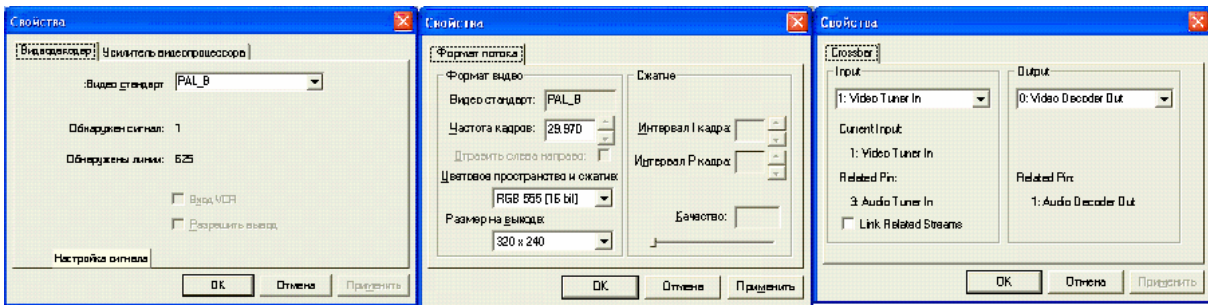 Свойства
Видеодекодер Усилитель видеопроцессора
:Видео стандарт PAL_B
Обнаружен сигнал: 1
Обнаружены линии: 625
Вход VCR
Разрешить вывод
Настройка сигнала
OK Отмена Применить
Свойства
Формат потока
Формат видео
Видео стандарт: PAL_B
Частота кадров: 29.970
Отразить слева направо:
Цветовое пространство и сжатие:
RGB 555 (16 bit)
Размер на выходе:
320 x 240
Сжатие
Интервал I кадра:
Интервал P кадра:
Качество:
OK Отмена Применить
Свойства
Crossbar
Input
1: Video Tuner In
Current Input:
1: Video Tuner In
Related Pin:
3: Audio Tuner In
Link Related Streams
Output
0: Video Decoder Out
Related Pin:
1: Audio Decoder Out
OK Отмена Применить